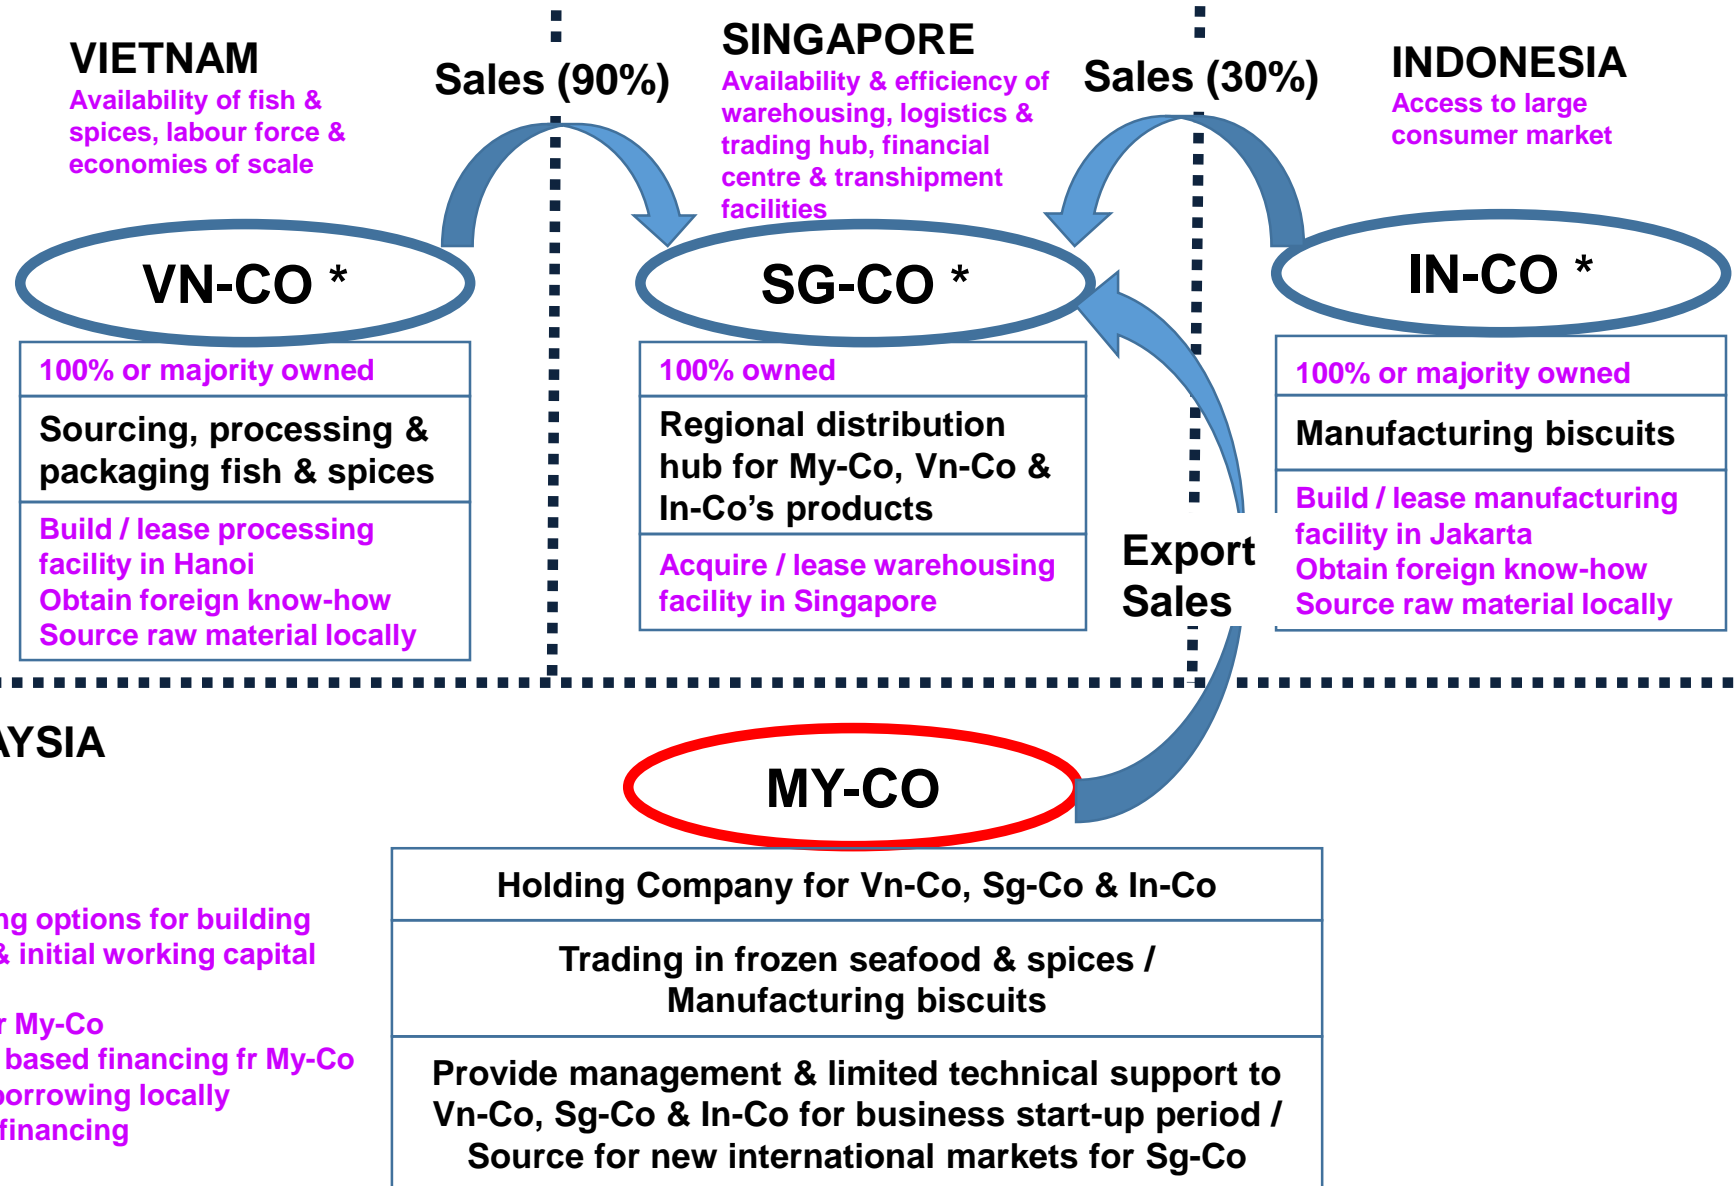 VIETNAM
Availability of fish &
spices, labour force &
economies of scale
Sales (90%)
SINGAPORE
Availability & efficiency of
warehousing, logistics &
trading hub, financial
centre & transhipment
facilities
Sales (30%)
INDONESIA
Access to large
consumer market
VN-CO *
100% or majority owned
Sourcing, processing &
packaging fish & spices
Build / lease processing
facility in Hanoi
Obtain foreign know-how
Source raw material locally
SG-CO *
100% owned
Regional distribution
hub for My-Co, Vn-Co &
In-Co’s products
Acquire / lease warehousing
facility in Singapore
Export
Sales
IN-CO *
100% or majority owned
Manufacturing biscuits
Build / lease manufacturing
facility in Jakarta
Obtain foreign know-how
Source raw material locally
AYSIA
MY-CO
Holding Company for Vn-Co, Sg-Co & In-Co
Trading in frozen seafood & spices /
Manufacturing biscuits
Provide management & limited technical support to
Vn-Co, Sg-Co & In-Co for business start-up period /
Source for new international markets for Sg-Co
ng options for building
& initial working capital
r My-Co
based financing fr My-Co
borrowing locally
financing